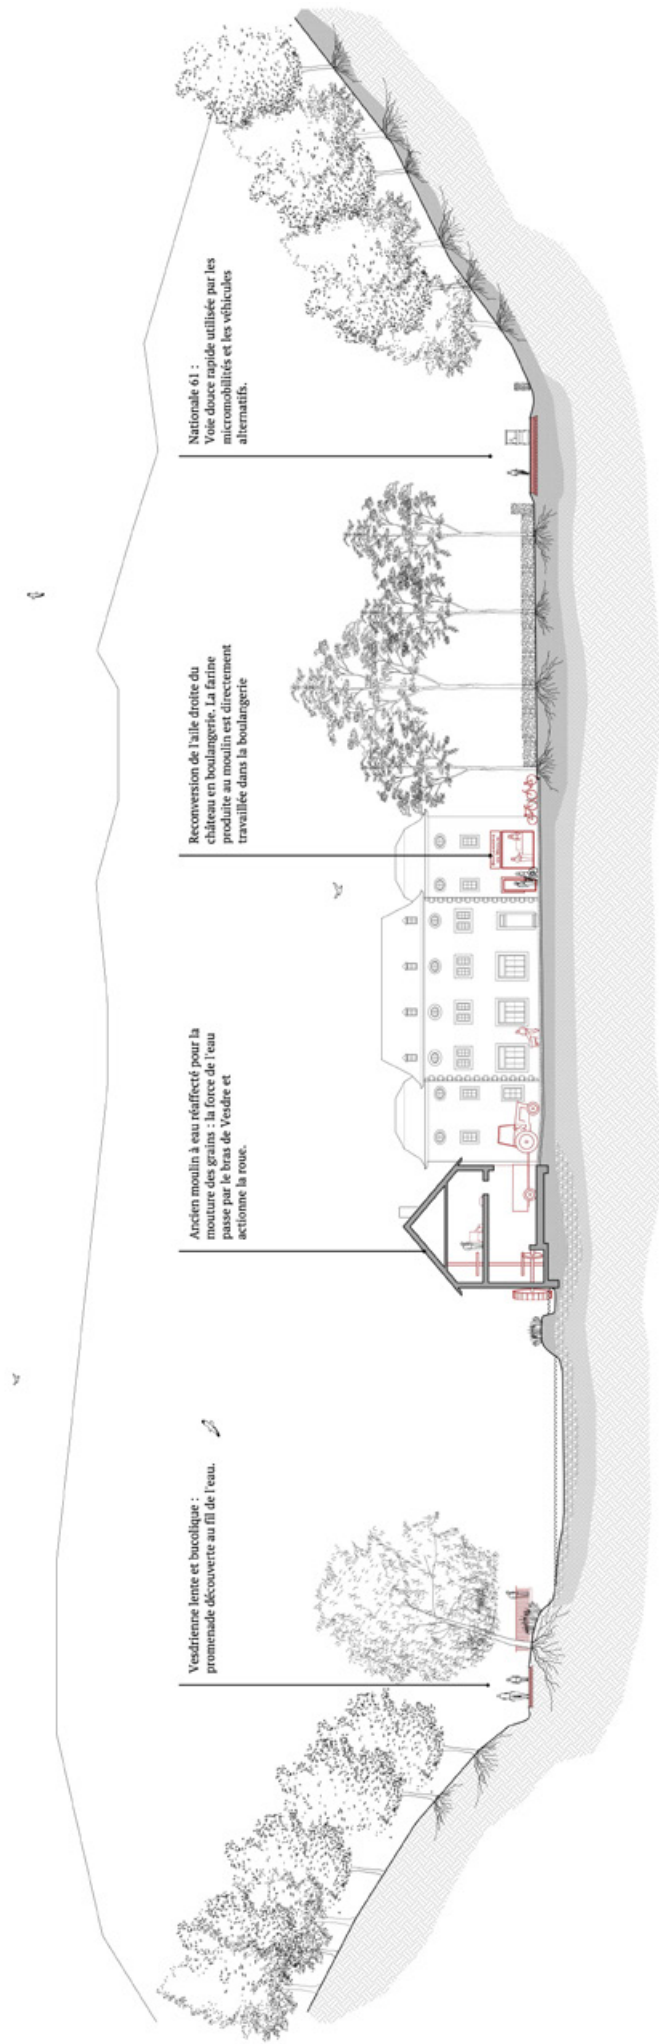 Vesdrienne lente et bucolique :
promenade découverte au fil de l'eau.
Ancien moulin à eau réaffecté pour la
mouture des grains : la force de l'eau
passe par le bras de Vesdre et
actionne la roue.
Reconversion de l'aile droite du
château en boulangerie. La farine
produite au moulin est directement
travaillée dans la boulangerie
Nationale 61 :
Voie douce rapide utilisée par les
micromobilités et les véhicules
alternatifs.